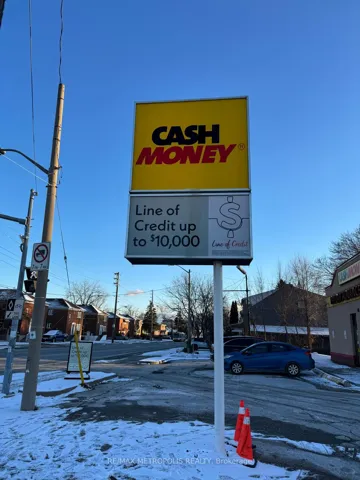 CASH
MONEY®
Line of
Credit up
to $10,000
$
Line of Credit
RE/MAX METROPOLIS REALTY, Brokerage